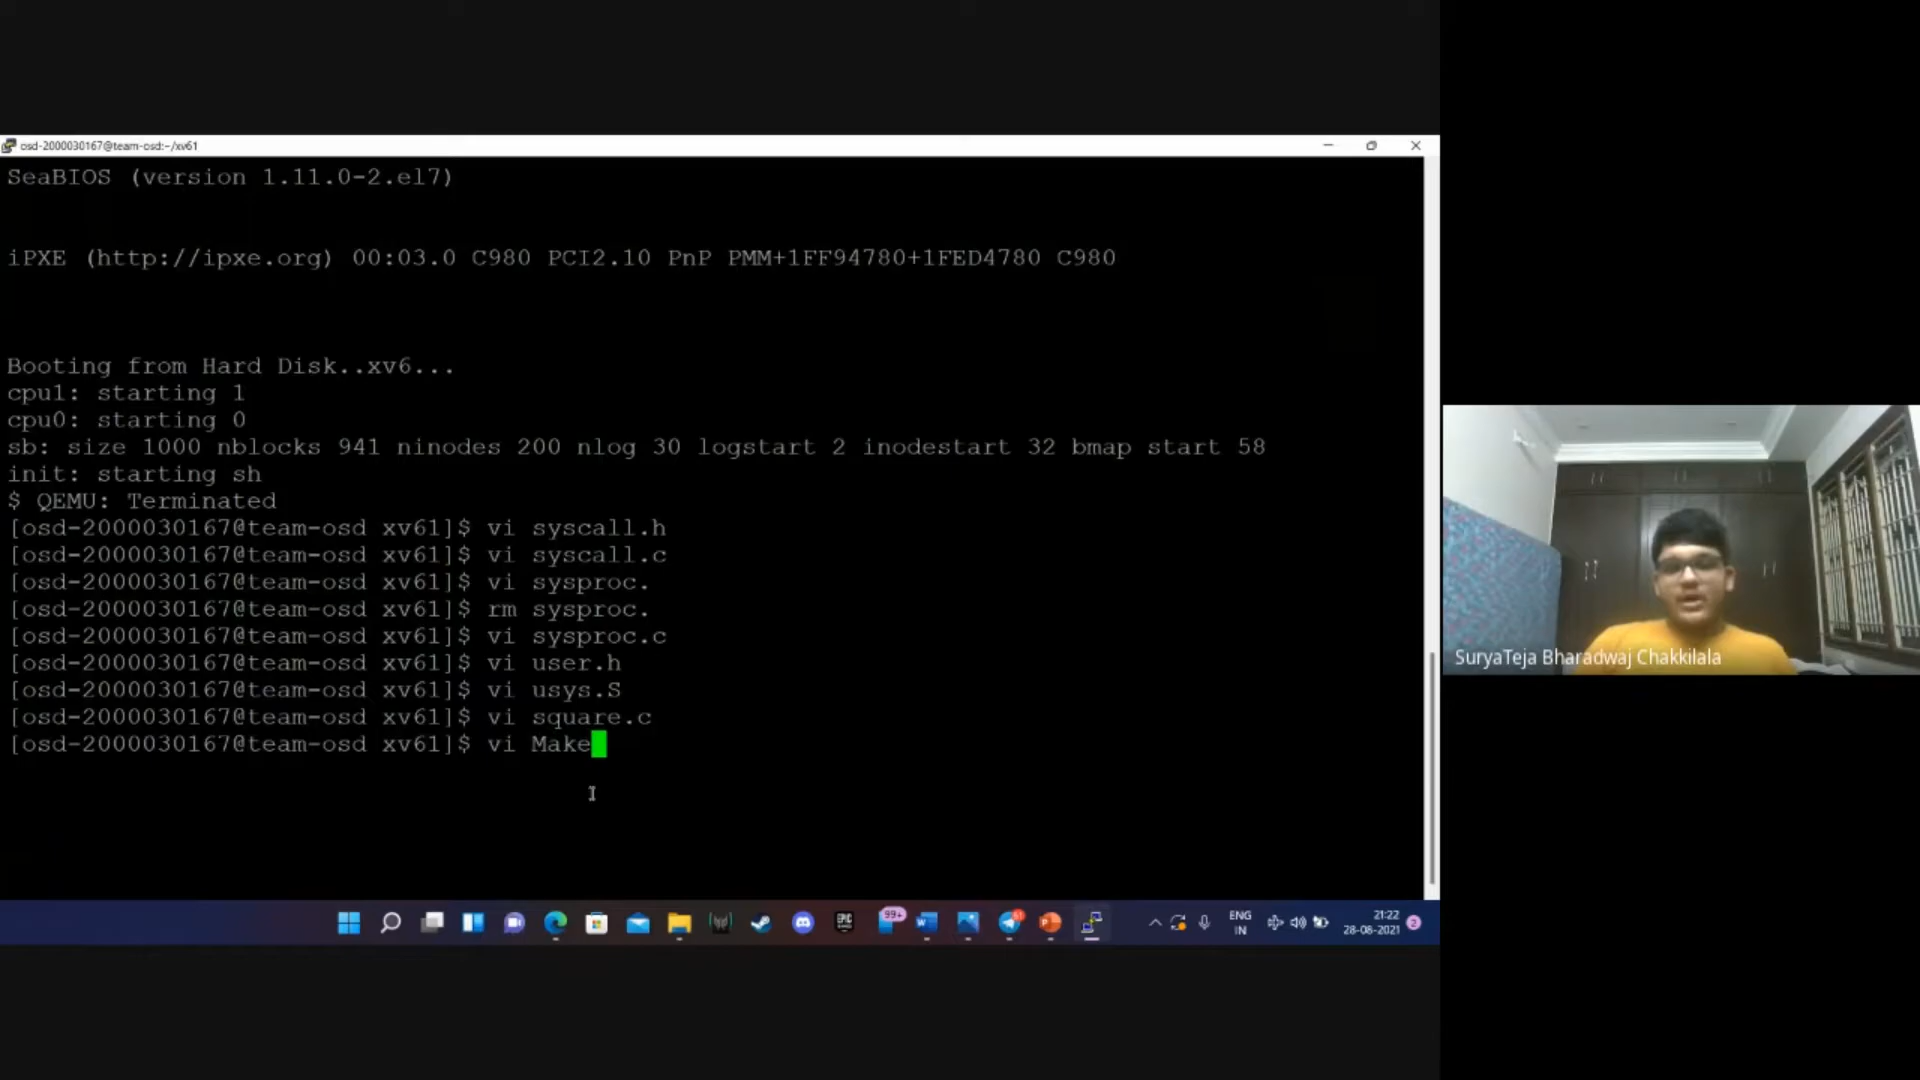 osd-2000030167@team-osd:~/xv61
SeaBIOS (version 1.11.0-2.el7)
iPXE (http://ipxe.org) 00:03.0 C980 PCI2.10 PnP PMM+1FF94780+1FED4780 C980
Booting from Hard Disk..xv6...
cpu1: starting 1
cpu0: starting 0
sb: size 1000 nblocks 941 ninodes 200 nlog 30 logstart 2 inodestart 32 bmap start 58
init: starting sh
$ QEMU: Terminated
[osd-2000030167@team-osd xv61]$ vi syscall.h
[osd-2000030167@team-osd xv61]$ vi syscall.c
[osd-2000030167@team-osd xv61]$ vi sysproc.
[osd-2000030167@team-osd xv61]$ rm sysproc.
[osd-2000030167@team-osd xv61]$ vi sysproc.c
[osd-2000030167@team-osd xv61]$ vi user.h
[osd-2000030167@team-osd xv61]$ vi usys.S
[osd-2000030167@team-osd xv61]$ vi square.c
[osd-2000030167@team-osd xv61]$ vi Make
SuryaTeja Bharadwaj Chakkilala
EPIC
99+
ENG
IN
21:22
28-08-2021
2